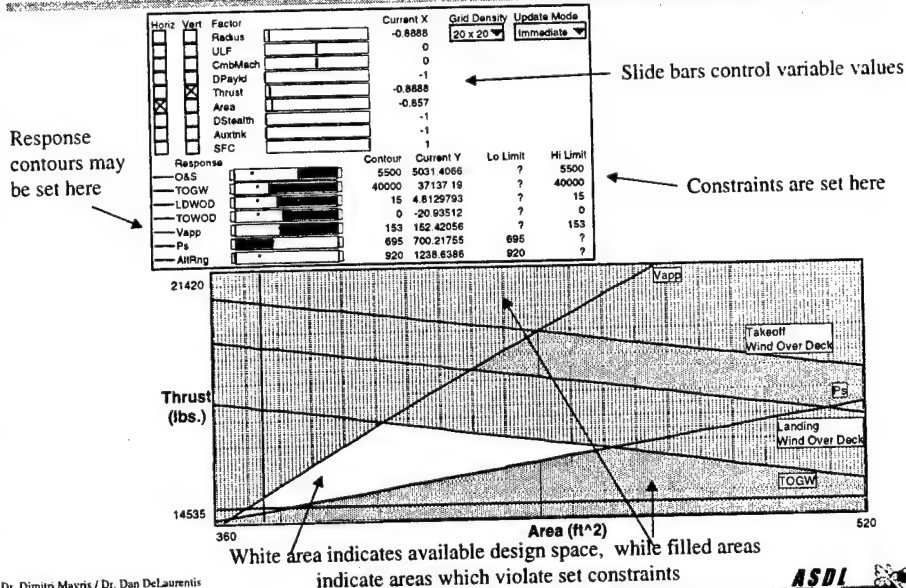 Horiz Vert Factor Current X Grid Density Update Mode
Radius -0.8888 20 x 20 Immediate
ULF 0
CmbMach 0
DPayld -1
Thrust -0.8888
Area -0.857
DStealth -1
Auxtnk -1
SFC 1
Response Contour Current Y Lo Limit Hi Limit
O&S 5500 5031.4066 ? 5500
TOGW 40000 37137.19 ? 40000
LDWOD 15 4.8129793 ? 15
TOWOD 0 -20.93512 ? 0
Vapp 153 152.42056 ? 153
Ps 695 700.21755 695 ?
AltRng 920 1238.6386 920 ?
Slide bars control variable values
Response
contours may
be set here
Constraints are set here
21420
Vapp
Takeoff
Wind Over Deck
Thrust
(lbs.)
Ps
Landing
Wind Over Deck
TOGW
14535
360
Area (ft^2)
520
White area indicates available design space, while filled areas
indicate areas which violate set constraints
Dr. Dimitri Mavris / Dr. Dan DeLaurentis
ASDL